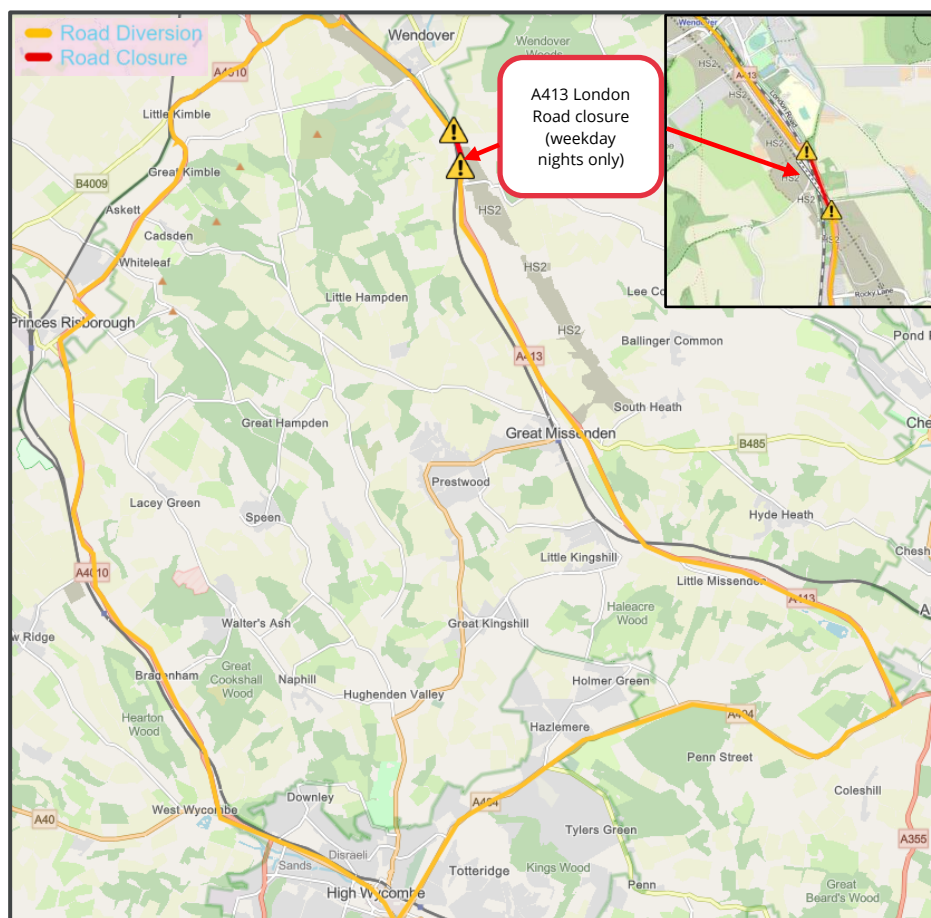 Road Diversion
Road Closure
Wendover
Wendover
Woods
A4010
Little Kimble
Great Kimble
B4009
Askett
Cadsden
Whiteleaf
Princes Risborough
A413 London
Road closure
(weekday
nights only)
Wendover
HS2
A413
London Road
HS2
HS2
HS2
HS2
HS2
Rocky Lane
HS2
HS2
HS2
Little Hampden
Lee Co
Pond
Ballinger Common
A413
South Heath
Great Hampden
Great Missenden
Che
B485
Prestwood
Lacey Green
Speen
Hyde Heath
Little Kingshill
Chesh
A4010
Little Missenden
A413
A
Haleacre
Wood
Walter's Ash
Great Kingshill
w Ridge
Bradenham
Great
Cookshall
Wood
Naphill
Hughenden Valley
Holmer Green
Hearton
Wood
Hazlemere
A404
Penn Street
Coleshill
West Wycombe
Downley
A404
A40
Tylers Green
A355
Disraeli
Sands
Totteridge
Kings Wood
High Wycombe
Penn
Great
Beard's Wood